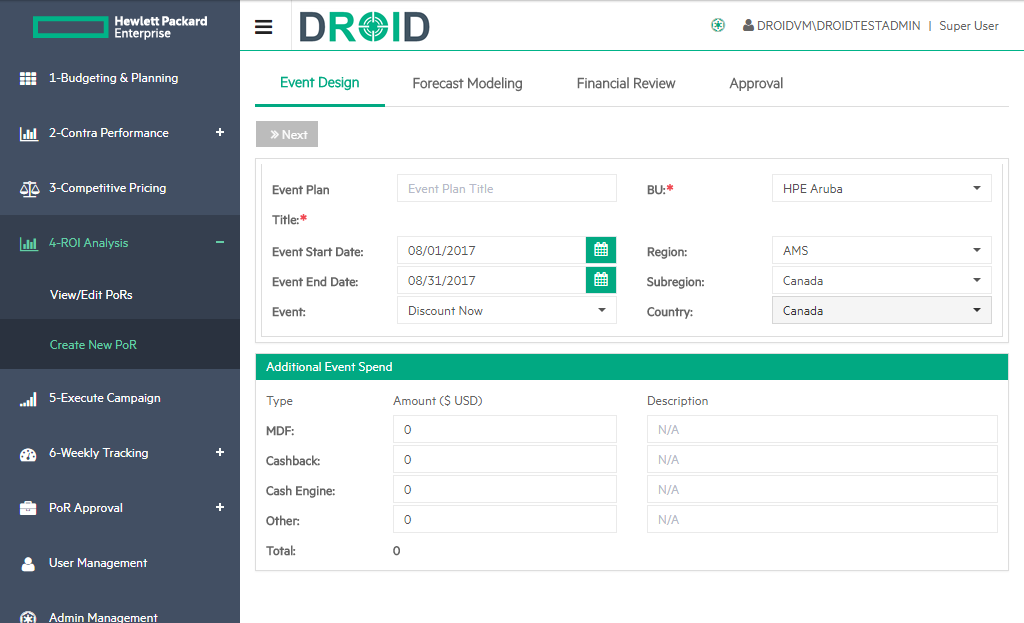 Hewlett Packard
Enterprise
DROID
DROIDVM\DROIDTESTADMIN | Super User
1-Budgeting & Planning
2-Contra Performance +
3-Competitive Pricing
4-ROI Analysis −
View/Edit PoRs
Create New PoR
5-Execute Campaign
6-Weekly Tracking +
PoR Approval +
User Management
Admin Management
Event Design Forecast Modeling Financial Review Approval
» Next
Event Plan Title:* Event Plan Title BU:* HPE Aruba
Event Start Date: 08/01/2017 Region: AMS
Event End Date: 08/31/2017 Subregion: Canada
Event: Discount Now Country: Canada
Additional Event Spend
Type Amount ($ USD) Description
MDF: 0 N/A
Cashback: 0 N/A
Cash Engine: 0 N/A
Other: 0 N/A
Total: 0